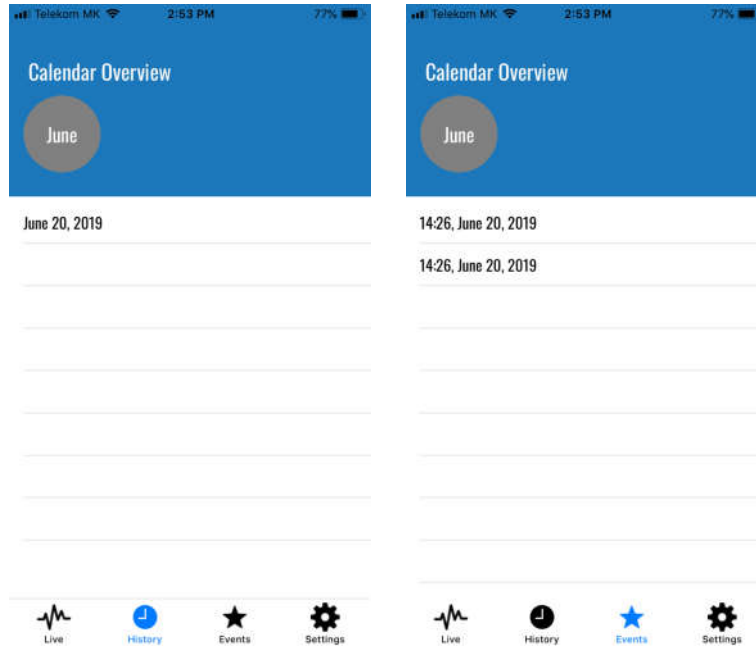 Telekom MK 2:53 PM 77%
Calendar Overview
June
June 20, 2019
Live History Events Settings
Telekom MK 2:53 PM 77%
Calendar Overview
June
14:26, June 20, 2019
14:26, June 20, 2019
Live History Events Settings